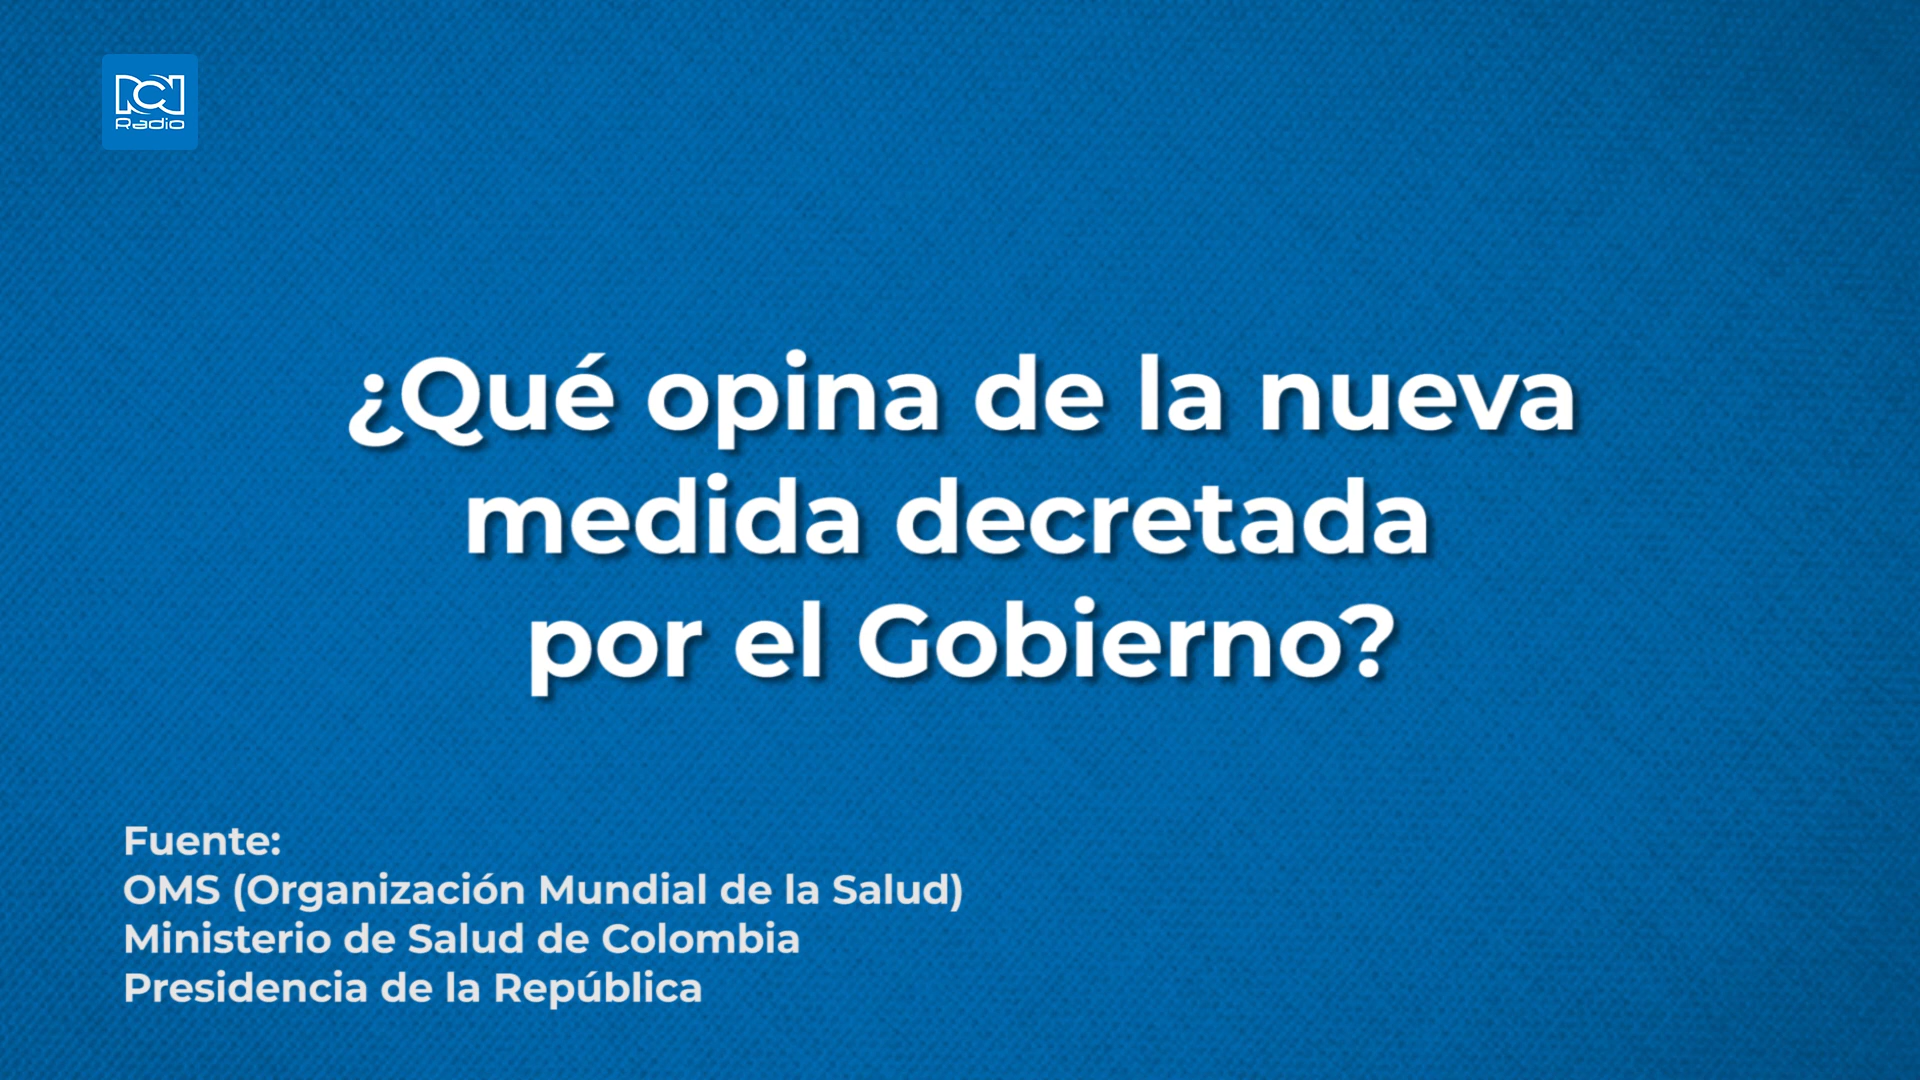 RCN
Radio
¿Qué opina de la nueva
medida decretada
por el Gobierno?
Fuente:
OMS (Organización Mundial de la Salud)
Ministerio de Salud de Colombia
Presidencia de la República